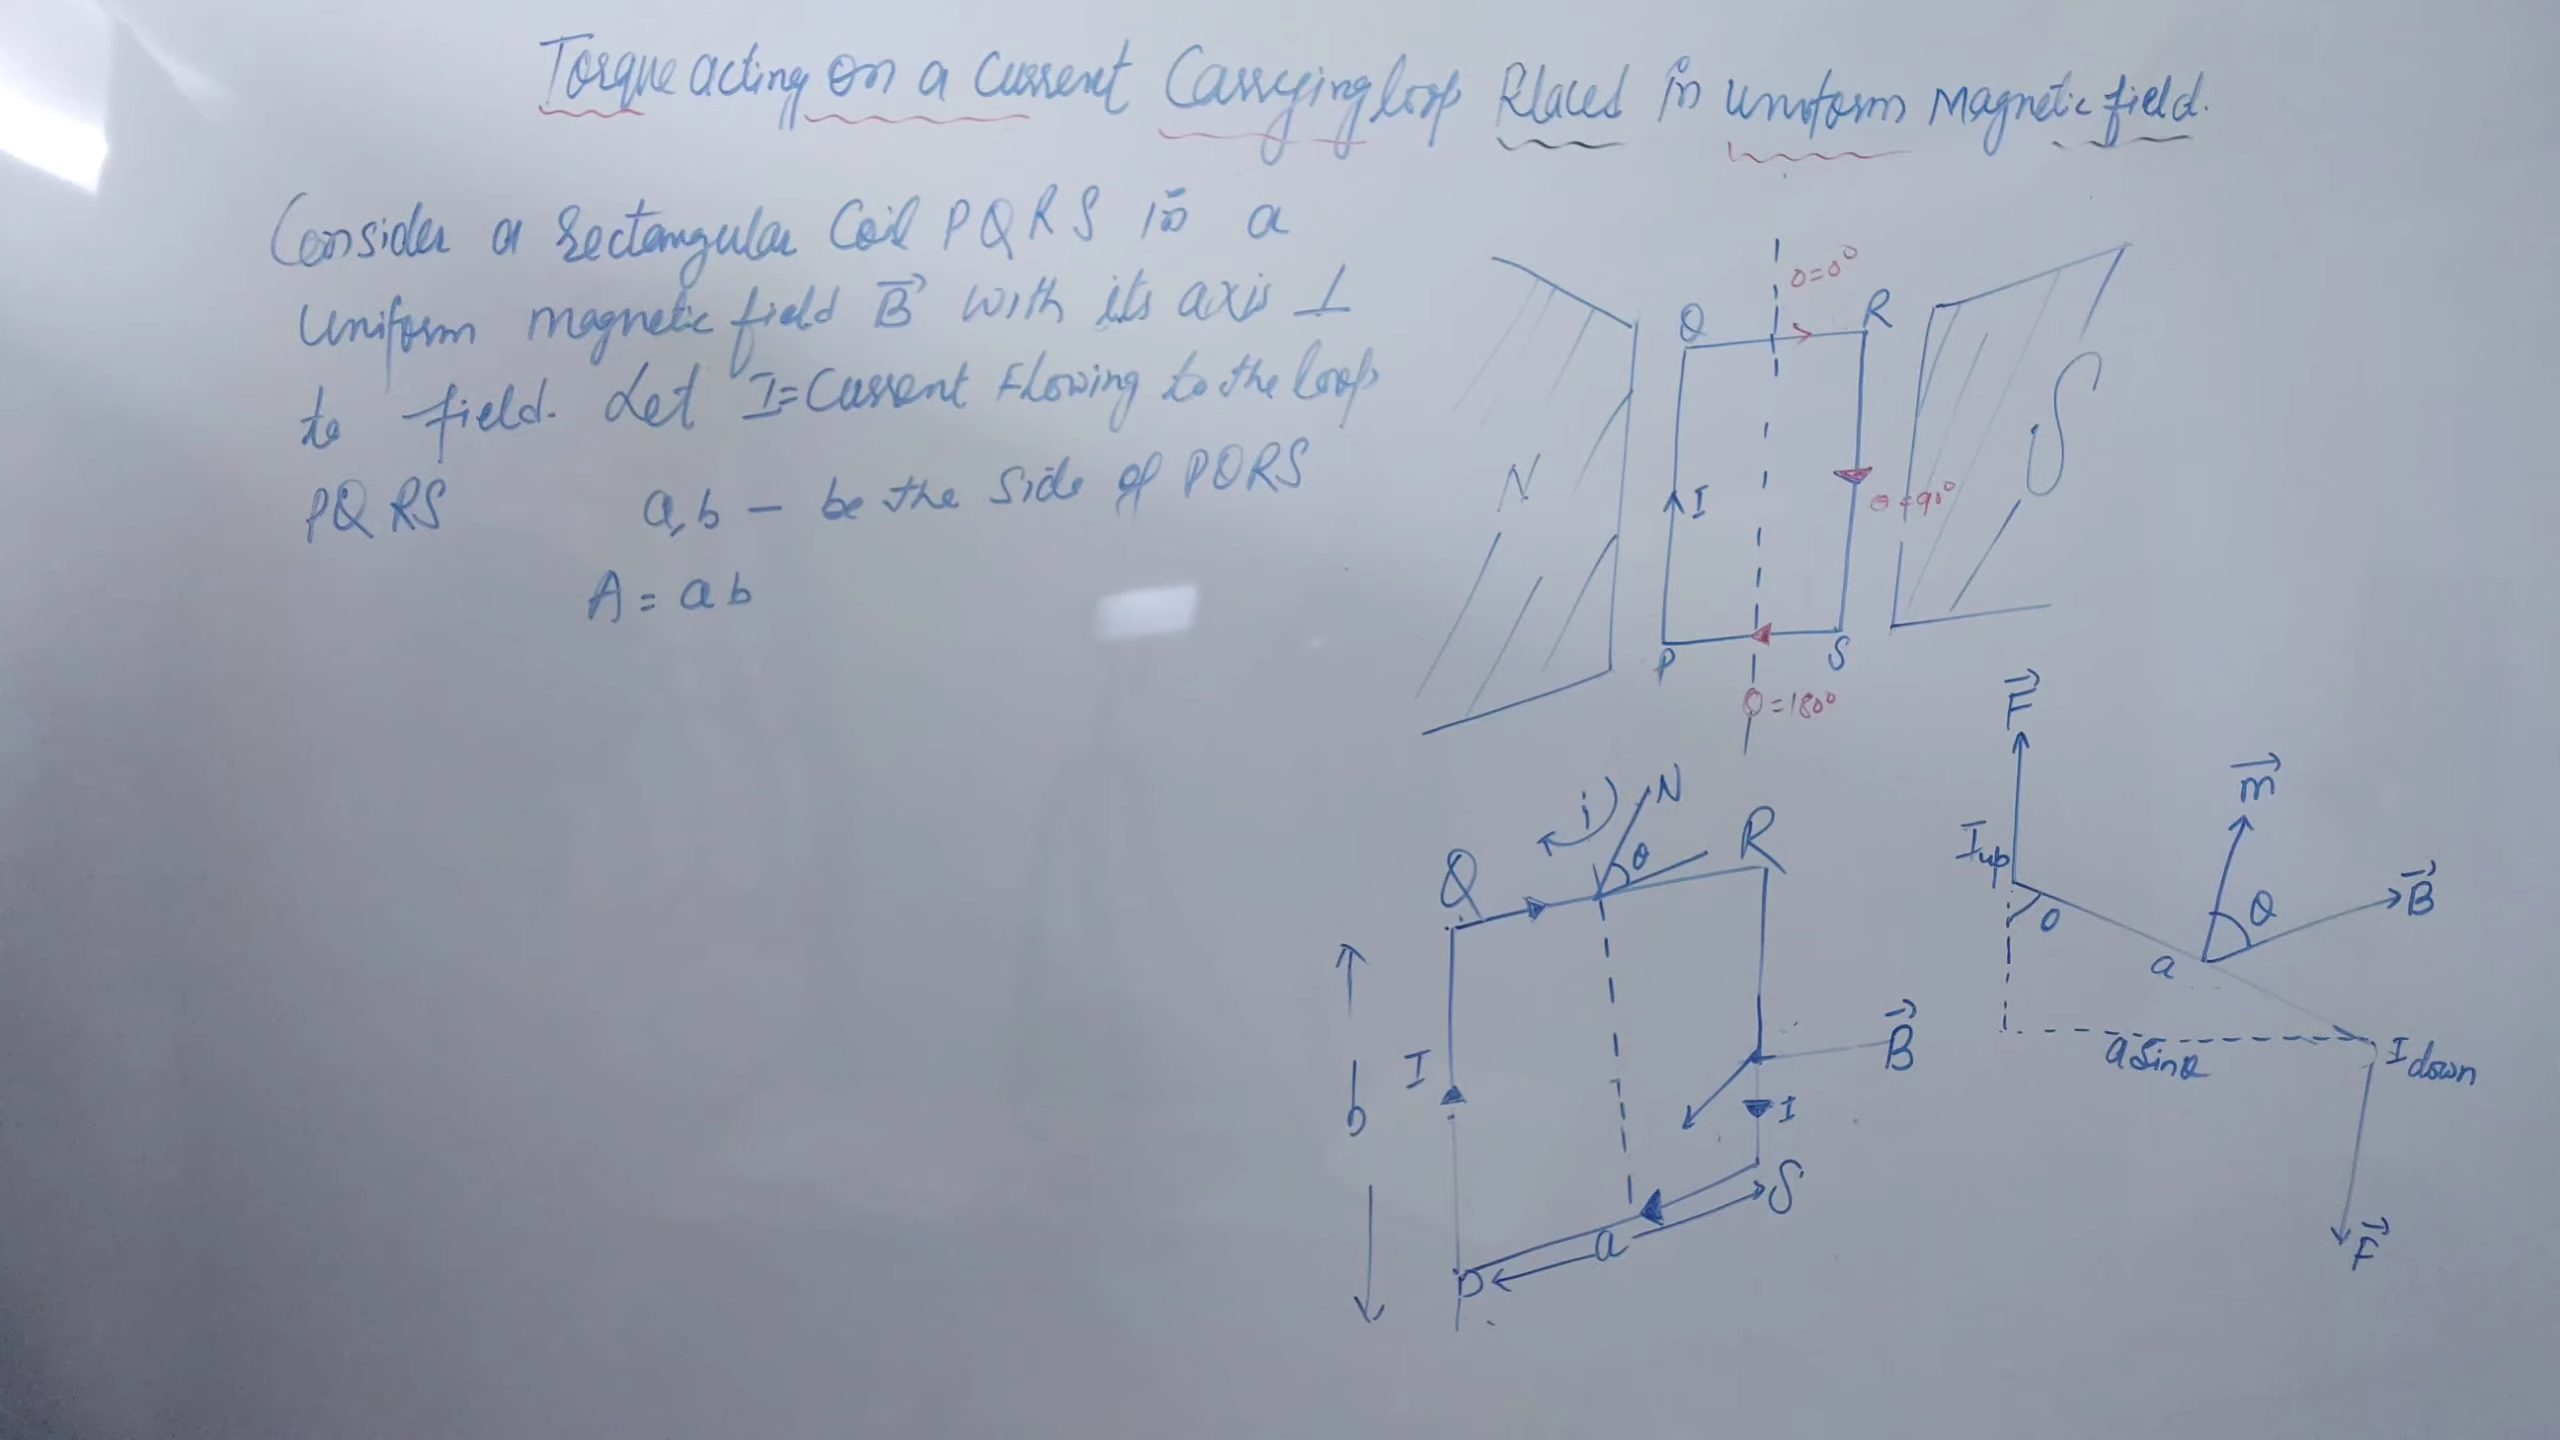 Torque acting on a Current Carrying loop Placed in uniform magnetic field.
Consider a rectangular Coil PQRS in a
uniform magnetic field B⃗ with its axis ⊥
to field. Let I=Current Flowing to the loop
PQRS a,b — be the side of PQRS
A = ab
θ=0°
Q R
N S
I θ=90°
P S
θ=180°
F⃗
i N
m⃗
Q θ R
I up
θ θ B⃗
a
b I B⃗
a sinθ I down
I
S
a
P
F⃗